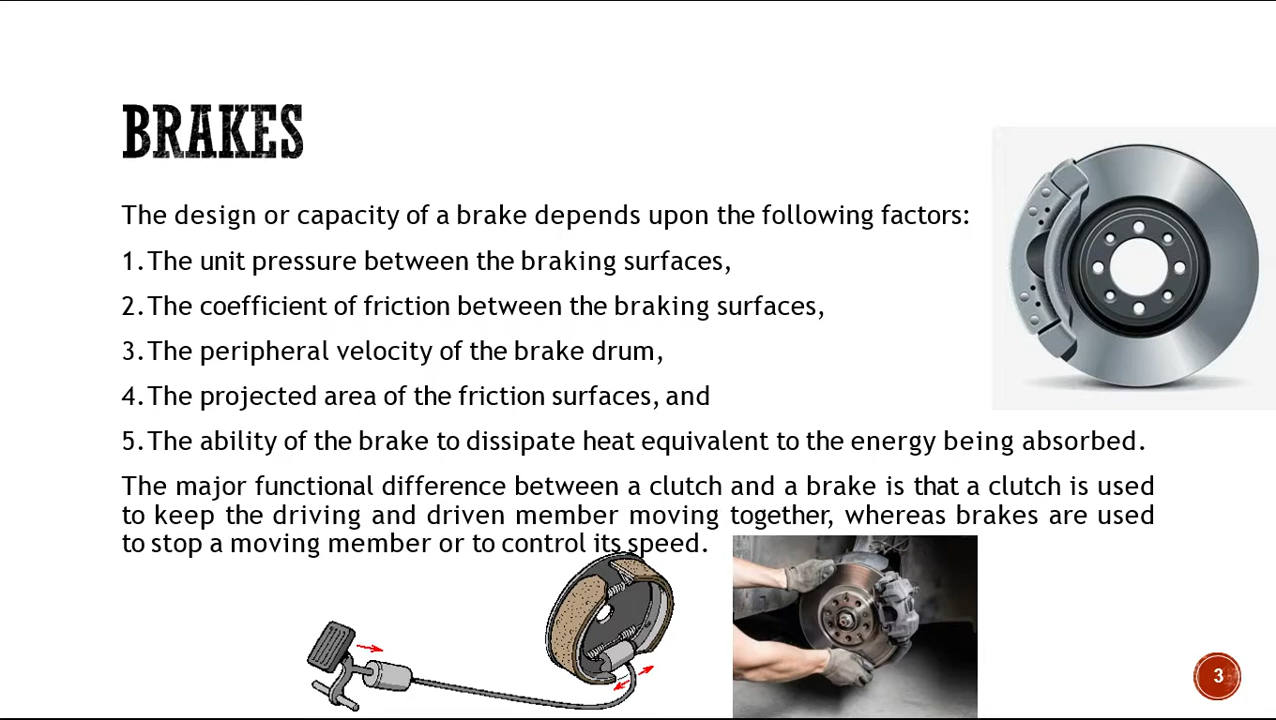 BRAKES
The design or capacity of a brake depends upon the following factors:
1. The unit pressure between the braking surfaces,
2. The coefficient of friction between the braking surfaces,
3. The peripheral velocity of the brake drum,
4. The projected area of the friction surfaces, and
5. The ability of the brake to dissipate heat equivalent to the energy being absorbed.
The major functional difference between a clutch and a brake is that a clutch is used
to keep the driving and driven member moving together, whereas brakes are used
to stop a moving member or to control its speed.
3